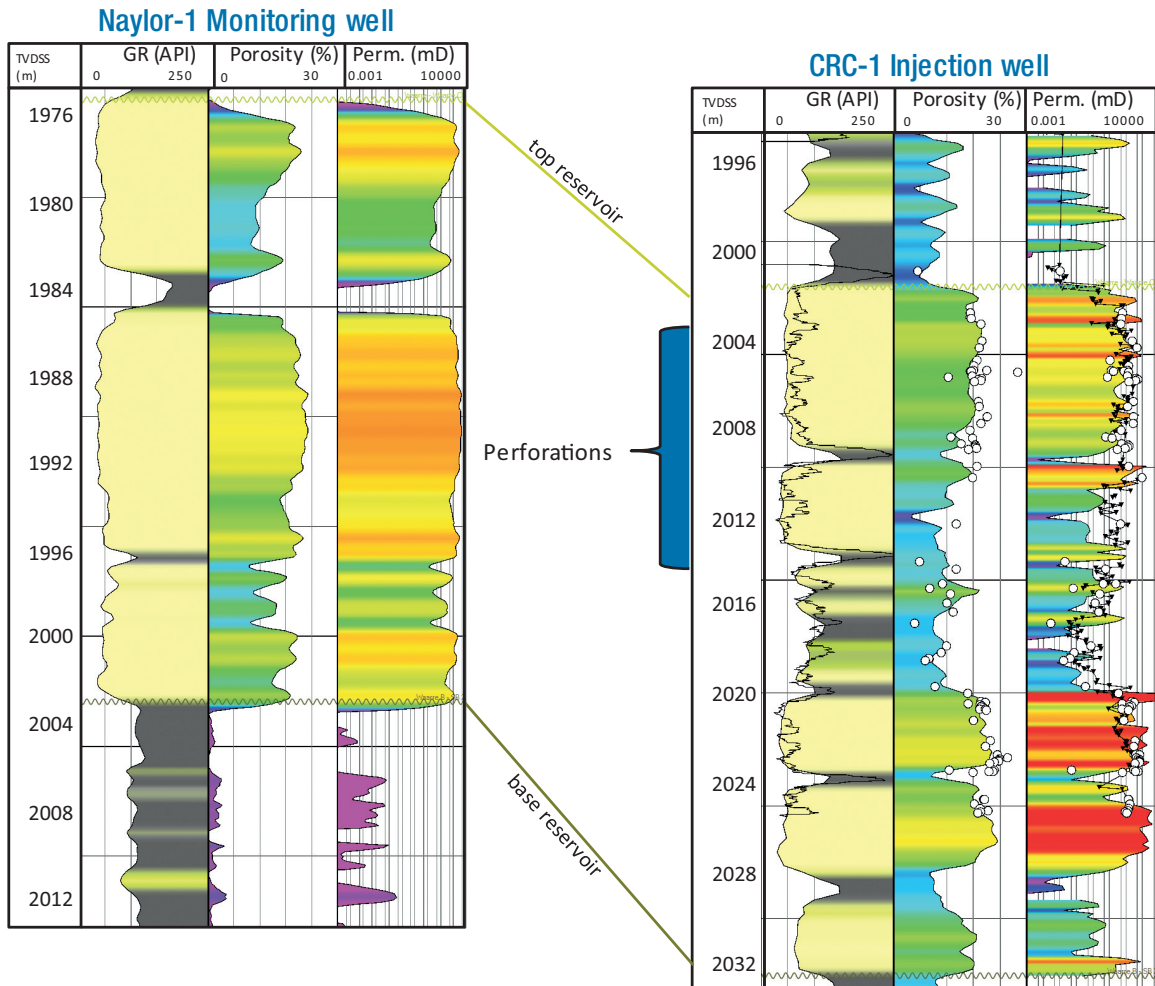 Naylor-1 Monitoring well
TVDSS (m)
GR (API)
0 250
Porosity (%)
0 30
Perm. (mD)
0.001 10000
1976
1980
1984
1988
1992
1996
2000
2004
2008
2012
top reservoir
Perforations
base reservoir
CRC-1 Injection well
TVDSS (m)
GR (API)
0 250
Porosity (%)
0 30
Perm. (mD)
0.001 10000
1996
2000
2004
2008
2012
2016
2020
2024
2028
2032